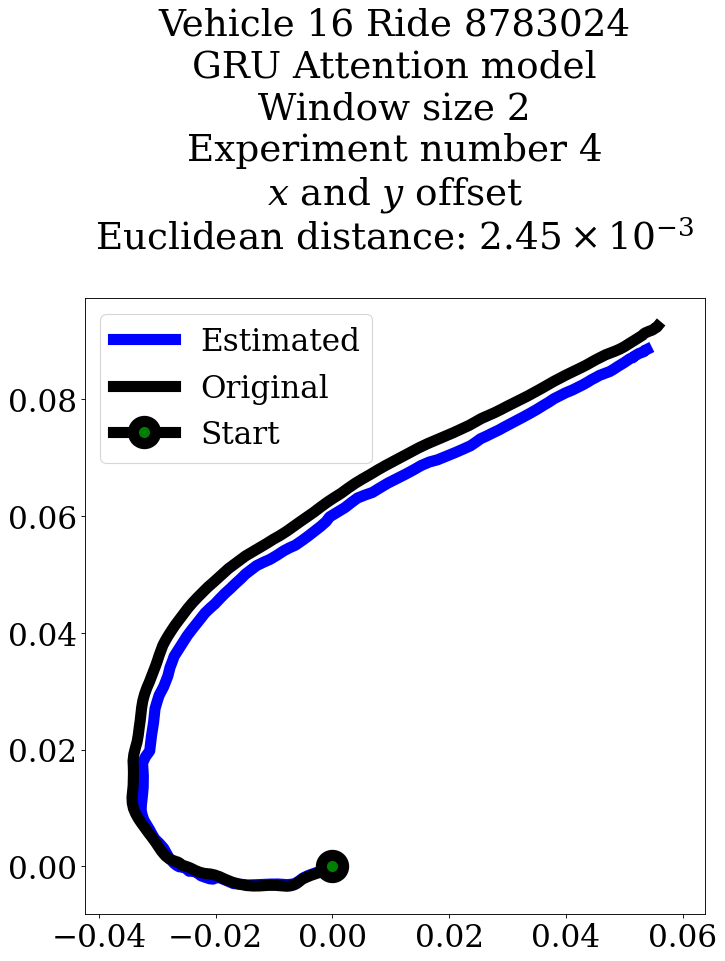 Vehicle 16 Ride 8783024
GRU Attention model
Window size 2
Experiment number 4
x and y offset
Euclidean distance: 2.45 × 10⁻³
Estimated
Original
Start
0.08
0.06
0.04
0.02
0.00
−0.04 −0.02 0.00 0.02 0.04 0.06